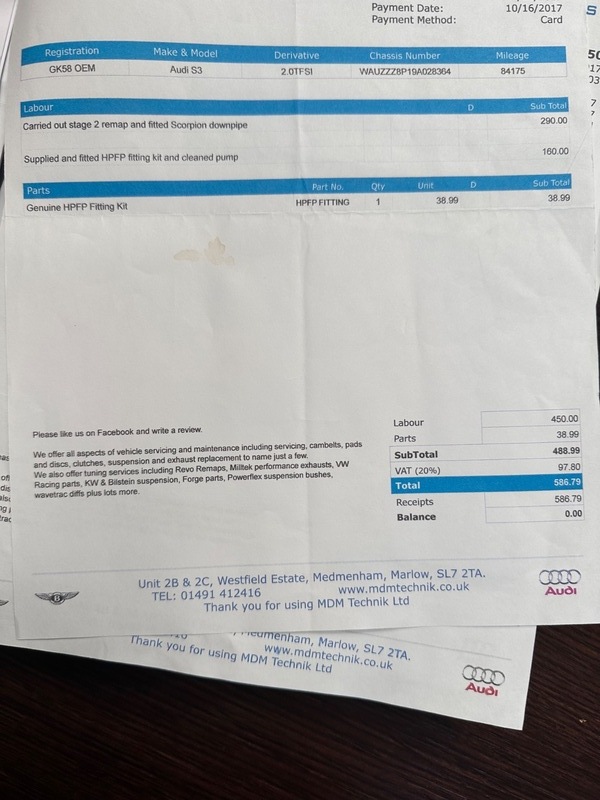 Payment Date: 10/16/2017
Payment Method: Card
Registration Make & Model Derivative Chassis Number Mileage
GK58 OEM Audi S3 2.0TFSI WAUZZZ8P19A028364 84175
Labour D Sub Total
Carried out stage 2 remap and fitted Scorpion downpipe 290.00
Supplied and fitted HPFP fitting kit and cleaned pump 160.00
Parts Part No. Qty Unit D Sub Total
Genuine HPFP Fitting Kit HPFP FITTING 1 38.99 38.99
Please like us on Facebook and write a review.
We offer all aspects of vehicle servicing and maintenance including servicing, cambelts, pads
and discs, clutches, suspension and exhaust replacement to name just a few.
We also offer tuning services including Revo Remaps, Milltek performance exhausts, VW
Racing parts, KW & Bilstein suspension, Forge parts, Powerflex suspension bushes,
wavetrac diffs plus lots more.
Labour 450.00
Parts 38.99
SubTotal 488.99
VAT (20%) 97.80
Total 586.79
Receipts 586.79
Balance 0.00
Unit 2B & 2C, Westfield Estate, Medmenham, Marlow, SL7 2TA.
TEL: 01491 412416 www.mdmtechnik.co.uk
Thank you for using MDM Technik Ltd
B
Audi
Marlow, SL7 2TA.
www.mdmtechnik.co.uk
Thank you for using MDM Technik Ltd
Audi